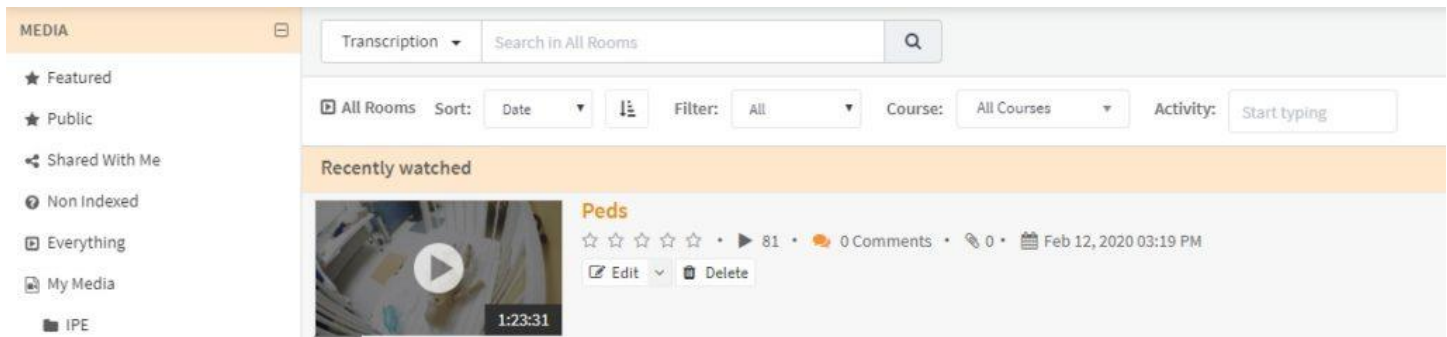 MEDIA
Featured
Public
Shared With Me
Non Indexed
Everything
My Media
IPE
Transcription Search in All Rooms
All Rooms Sort: Date Filter: All Course: All Courses Activity: Start typing
Recently watched
Peds
• 81 • 0 Comments • 0 • Feb 12, 2020 03:19 PM
Edit Delete
1:23:31